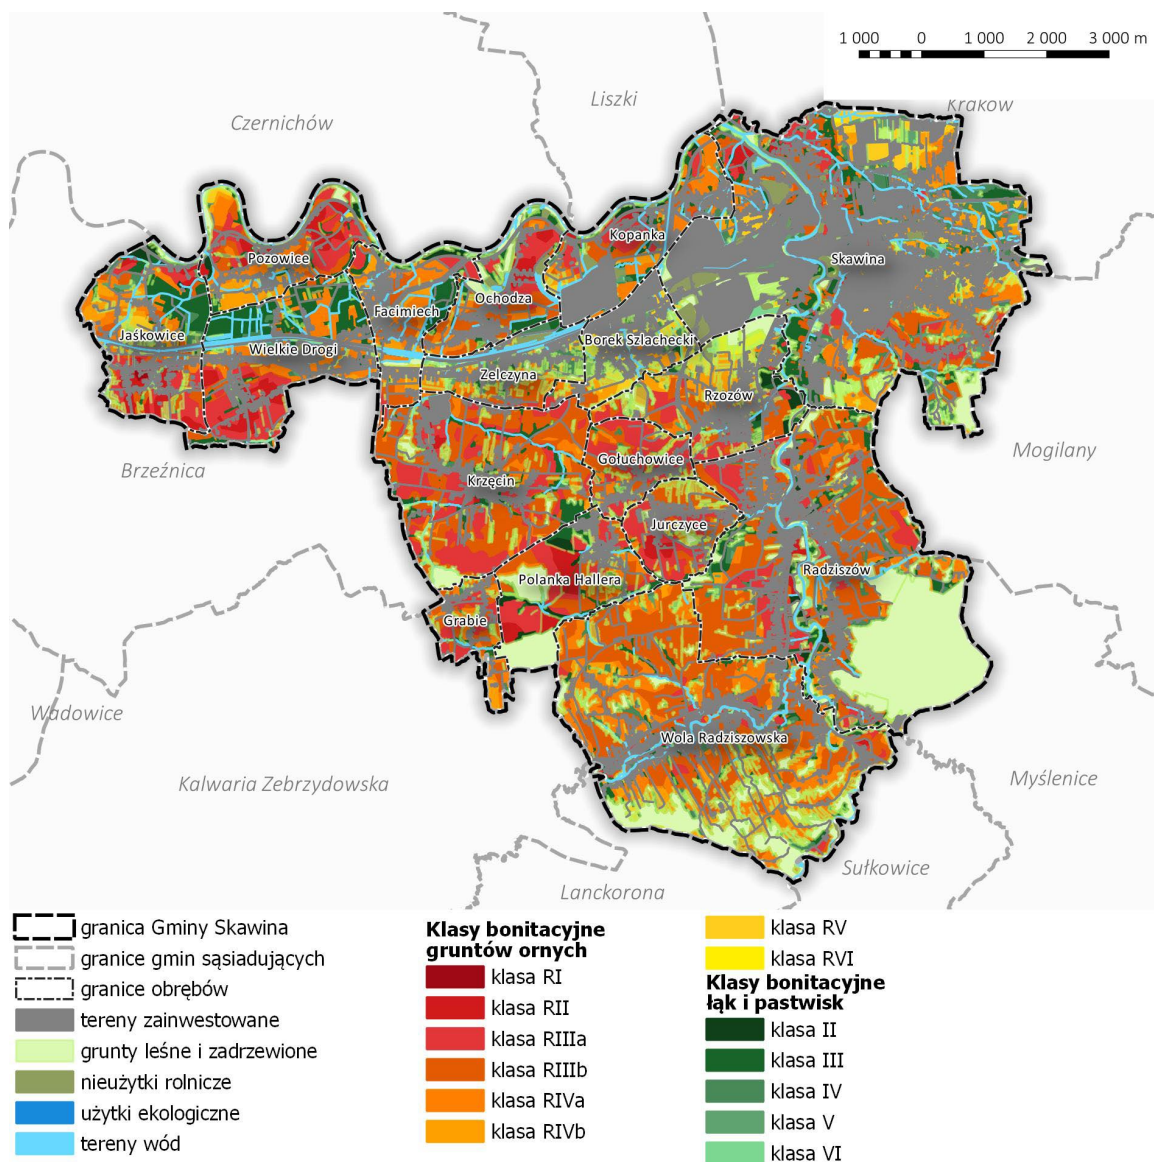 1 000 0 1 000 2 000 3 000 m
Kraków
Liszki
Czernichów
Kopanka
Pozowice
Skawina
Ochodza
Facimiech
Jaśkowice
Borek Szlachecki
Wielkie Drogi
Zelczyna
Rzozów
Mogilany
Gołuchowice
Brzeźnica
Krzęcin
Jurczyce
Radziszów
Polanka Hallera
Grabie
Wadowice
Wola Radziszowska
Kalwaria Zebrzydowska
Myślenice
Sułkowice
Lanckorona
granica Gminy Skawina
granice gmin sąsiadujących
granice obrębów
tereny zainwestowane
grunty leśne i zadrzewione
nieużytki rolnicze
użytki ekologiczne
tereny wód
Klasy bonitacyjne
gruntów ornych
klasa RI
klasa RII
klasa RIIIa
klasa RIIIb
klasa RIVa
klasa RIVb
klasa RV
klasa RVI
Klasy bonitacyjne
łąk i pastwisk
klasa II
klasa III
klasa IV
klasa V
klasa VI